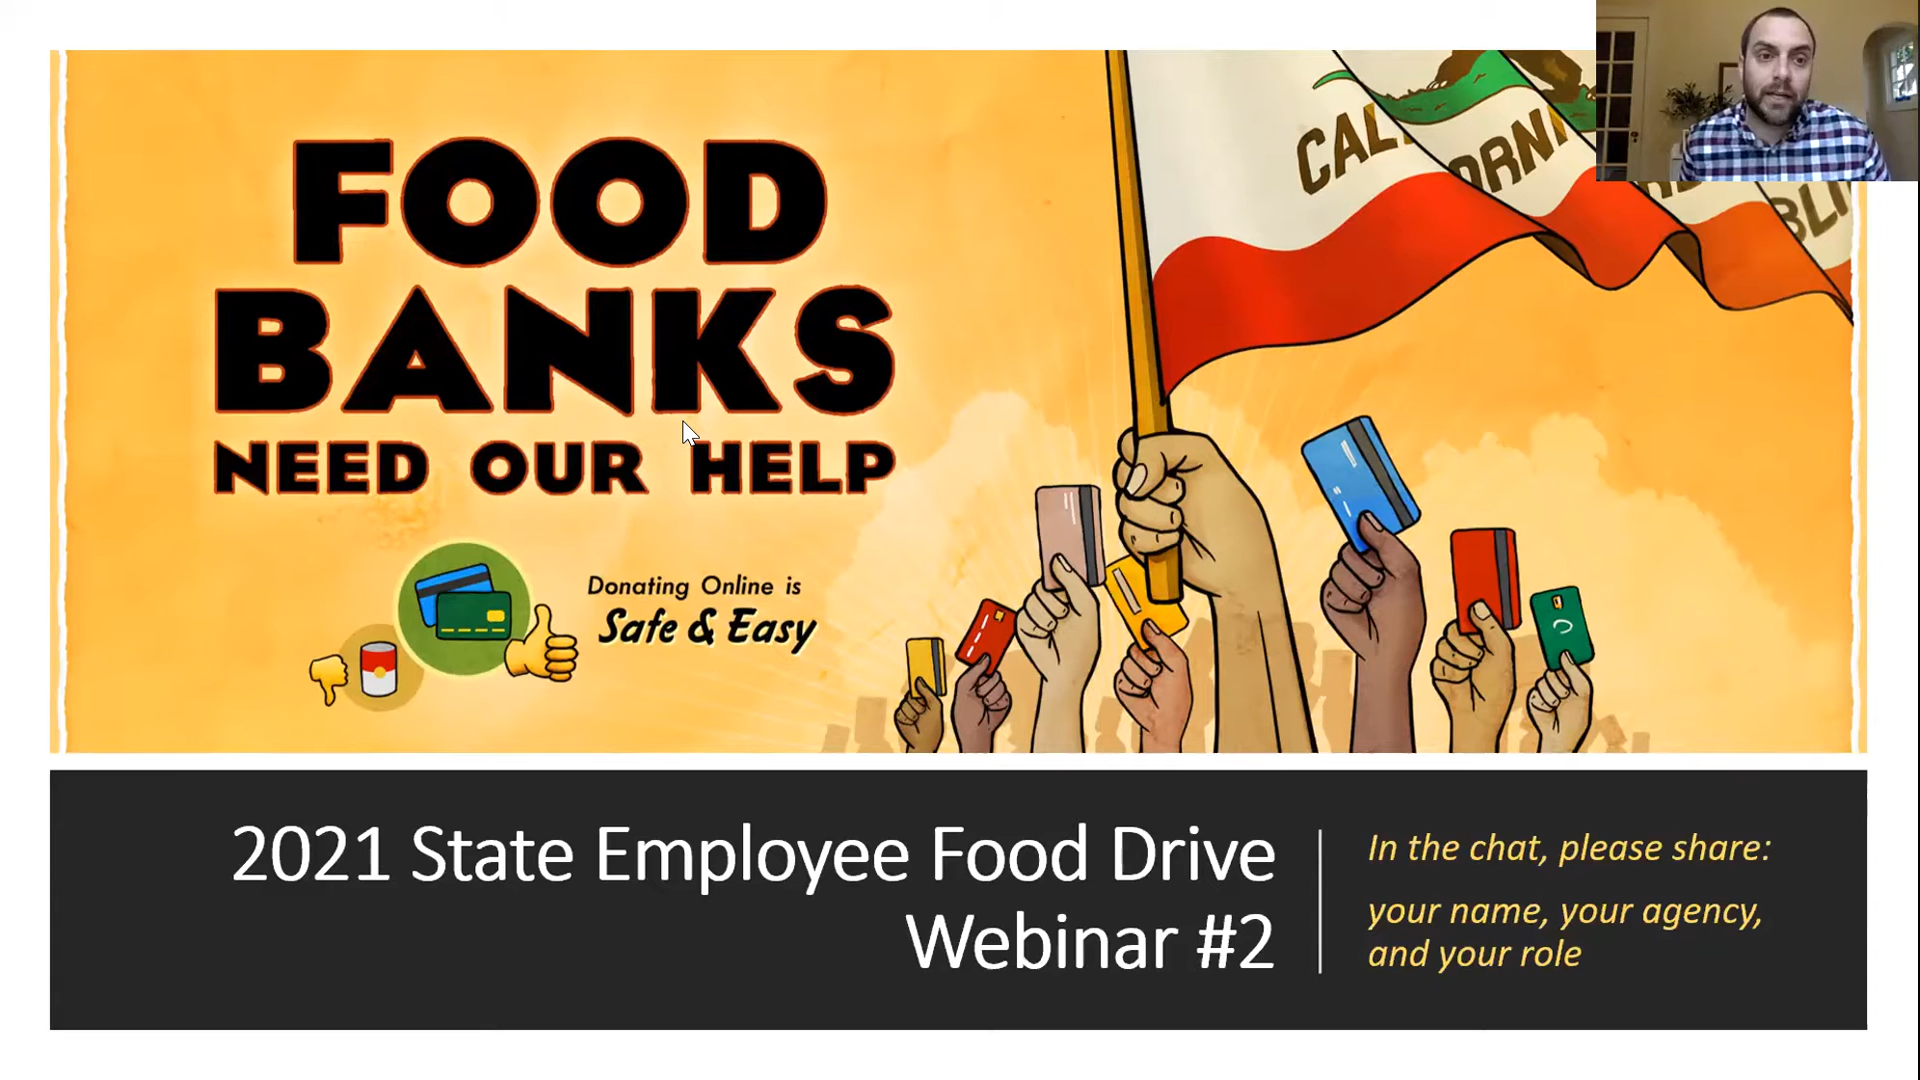 FOOD
BANKS
NEED OUR HELP
Donating Online is
Safe & Easy
CALIFORNIA
2021 State Employee Food Drive
Webinar #2
In the chat, please share:
your name, your agency,
and your role